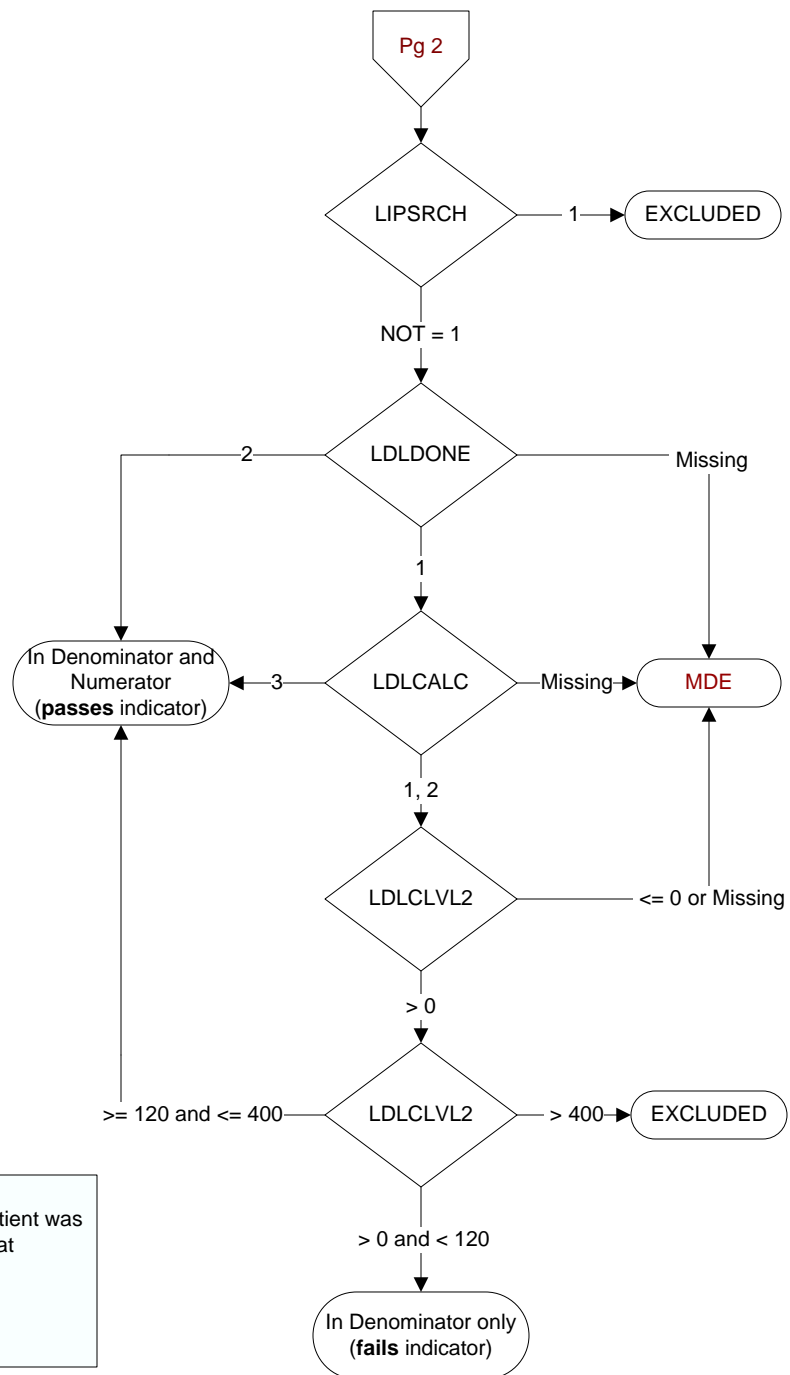 Pg 2
LIPSRCH
1
EXCLUDED
NOT = 1
LDLDONE
2
Missing
1
In Denominator and
Numerator
(passes indicator)
3
LDLCALC
Missing
MDE
1, 2
LDLCLVL2
<= 0 or Missing
> 0
>= 120 and <= 400
LDLCLVL2
> 400
EXCLUDED
tient was
at
> 0 and < 120
In Denominator only
(fails indicator)